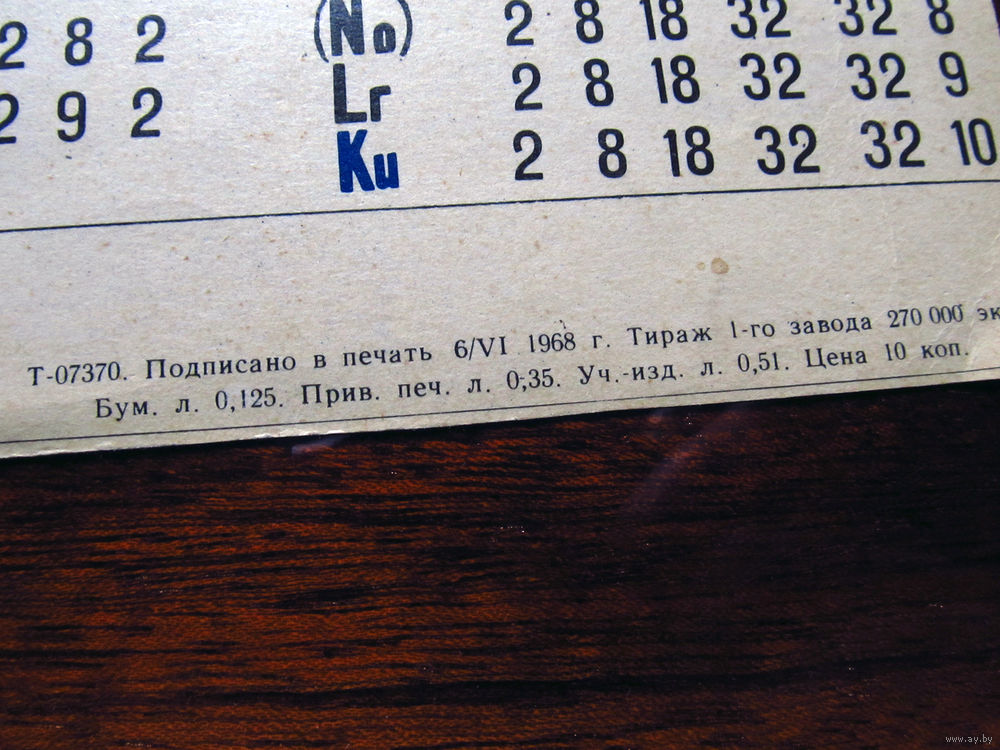 2 8 2 (No) 2 8 18 32 32 8
2 9 2 Lr 2 8 18 32 32 9
Ku 2 8 18 32 32 10
Т-07370. Подписано в печать 6/VI 1968 г. Тираж 1-го завода 270 000 эк
Бум. л. 0,125. Прив. печ. л. 0,35. Уч.-изд. л. 0,51. Цена 10 коп.
www.ay.by